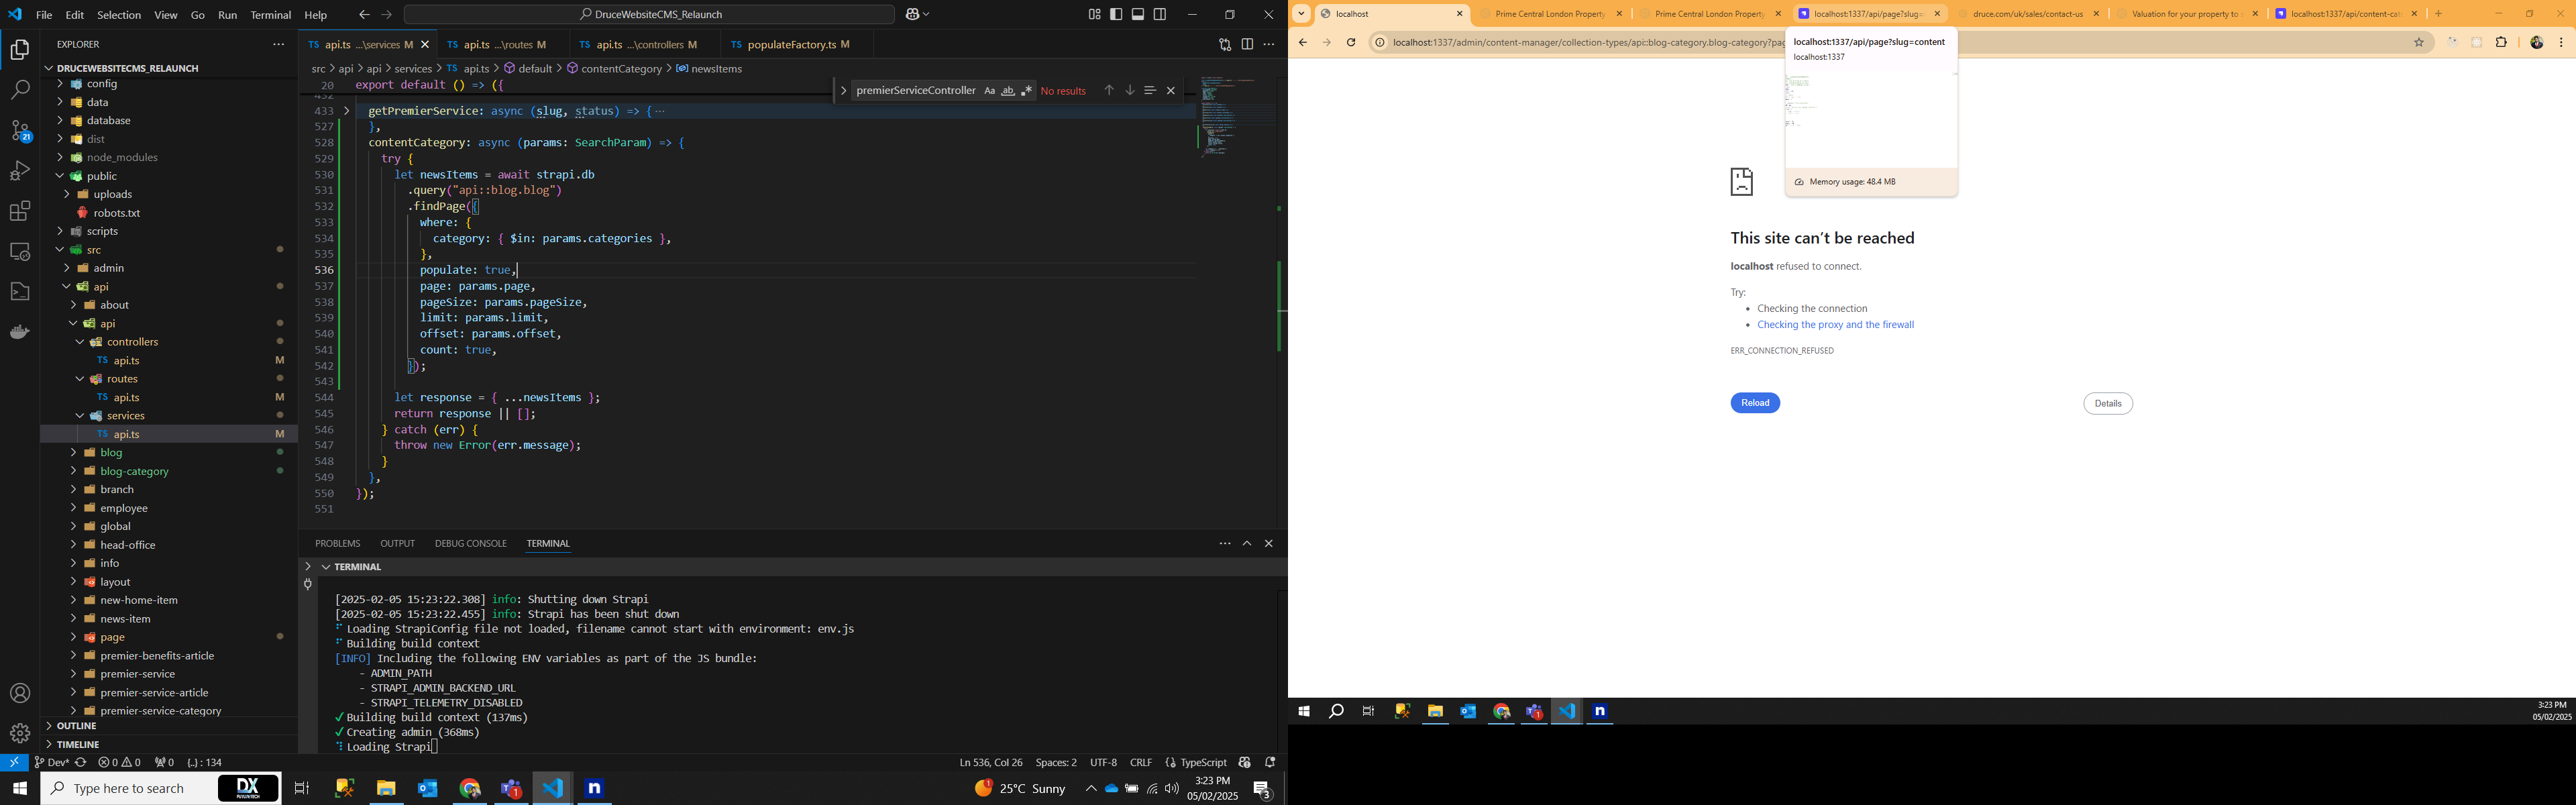 File Edit Selection View Go Run Terminal Help
DruceWebsiteCMS_Relaunch
EXPLORER
DRUCEWEBSITECMS_RELAUNCH
config
data
database
dist
node_modules
public
uploads
robots.txt
scripts
src
admin
api
about
api
controllers
api.ts M
routes
api.ts M
services
api.ts M
blog
blog-category
branch
employee
global
head-office
info
layout
new-home-item
news-item
page
premier-benefits-article
premier-service
premier-service-article
premier-service-category
OUTLINE
TIMELINE
21
TS api.ts ...\services M
TS api.ts ...\routes M
TS api.ts ...\controllers M
TS populateFactory.ts M
src > api > api > services > TS api.ts > default > contentCategory > newsItems
premierServiceController Aa ab No results
20 export default () => ({
432
433 getPremierService: async (slug, status) => { ...
527 },
528 contentCategory: async (params: SearchParam) => {
529 try {
530 let newsItems = await strapi.db
531 .query("api::blog.blog")
532 .findPage({
533 where: {
534 category: { $in: params.categories },
535 },
536 populate: true,
537 page: params.page,
538 pageSize: params.pageSize,
539 limit: params.limit,
540 offset: params.offset,
541 count: true,
542 });
543
544 let response = { ...newsItems };
545 return response || [];
546 } catch (err) {
547 throw new Error(err.message);
548 }
549 },
550 });
551
PROBLEMS OUTPUT DEBUG CONSOLE TERMINAL
TERMINAL
[2025-02-05 15:23:22.308] info: Shutting down Strapi
[2025-02-05 15:23:22.455] info: Strapi has been shut down
Loading StrapiConfig file not loaded, filename cannot start with environment: env.js
Building build context
[INFO] Including the following ENV variables as part of the JS bundle:
- ADMIN_PATH
- STRAPI_ADMIN_BACKEND_URL
- STRAPI_TELEMETRY_DISABLED
Building build context (137ms)
Creating admin (368ms)
Loading Strapi
Dev* 0 0 0 {..} : 134
Ln 536, Col 26 Spaces: 2 UTF-8 CRLF TypeScript
Type here to search
DX
25°C Sunny
3:23 PM
05/02/2025
3
localhost
Prime Central London Property
Prime Central London Property
localhost:1337/api/page?slug=
druce.com/uk/sales/contact-us
Valuation for your property to s
localhost:1337/api/content-cat
localhost:1337/admin/content-manager/collection-types/api::blog-category.blog-category?pag
localhost:1337/api/page?slug=content
localhost:1337
Memory usage: 48.4 MB
This site can't be reached
localhost refused to connect.
Try:
• Checking the connection
• Checking the proxy and the firewall
ERR_CONNECTION_REFUSED
Reload
Details
3:23 PM
05/02/2025